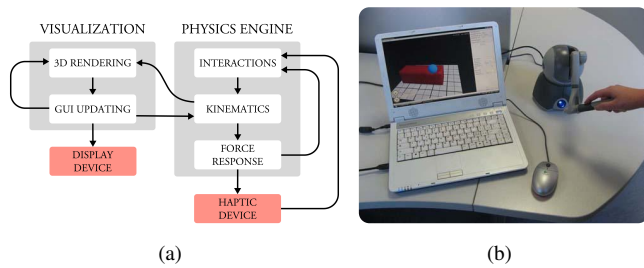 VISUALIZATION
PHYSICS ENGINE
3D RENDERING
INTERACTIONS
GUI UPDATING
KINEMATICS
DISPLAY
DEVICE
FORCE
RESPONSE
HAPTIC
DEVICE
(a)
(b)